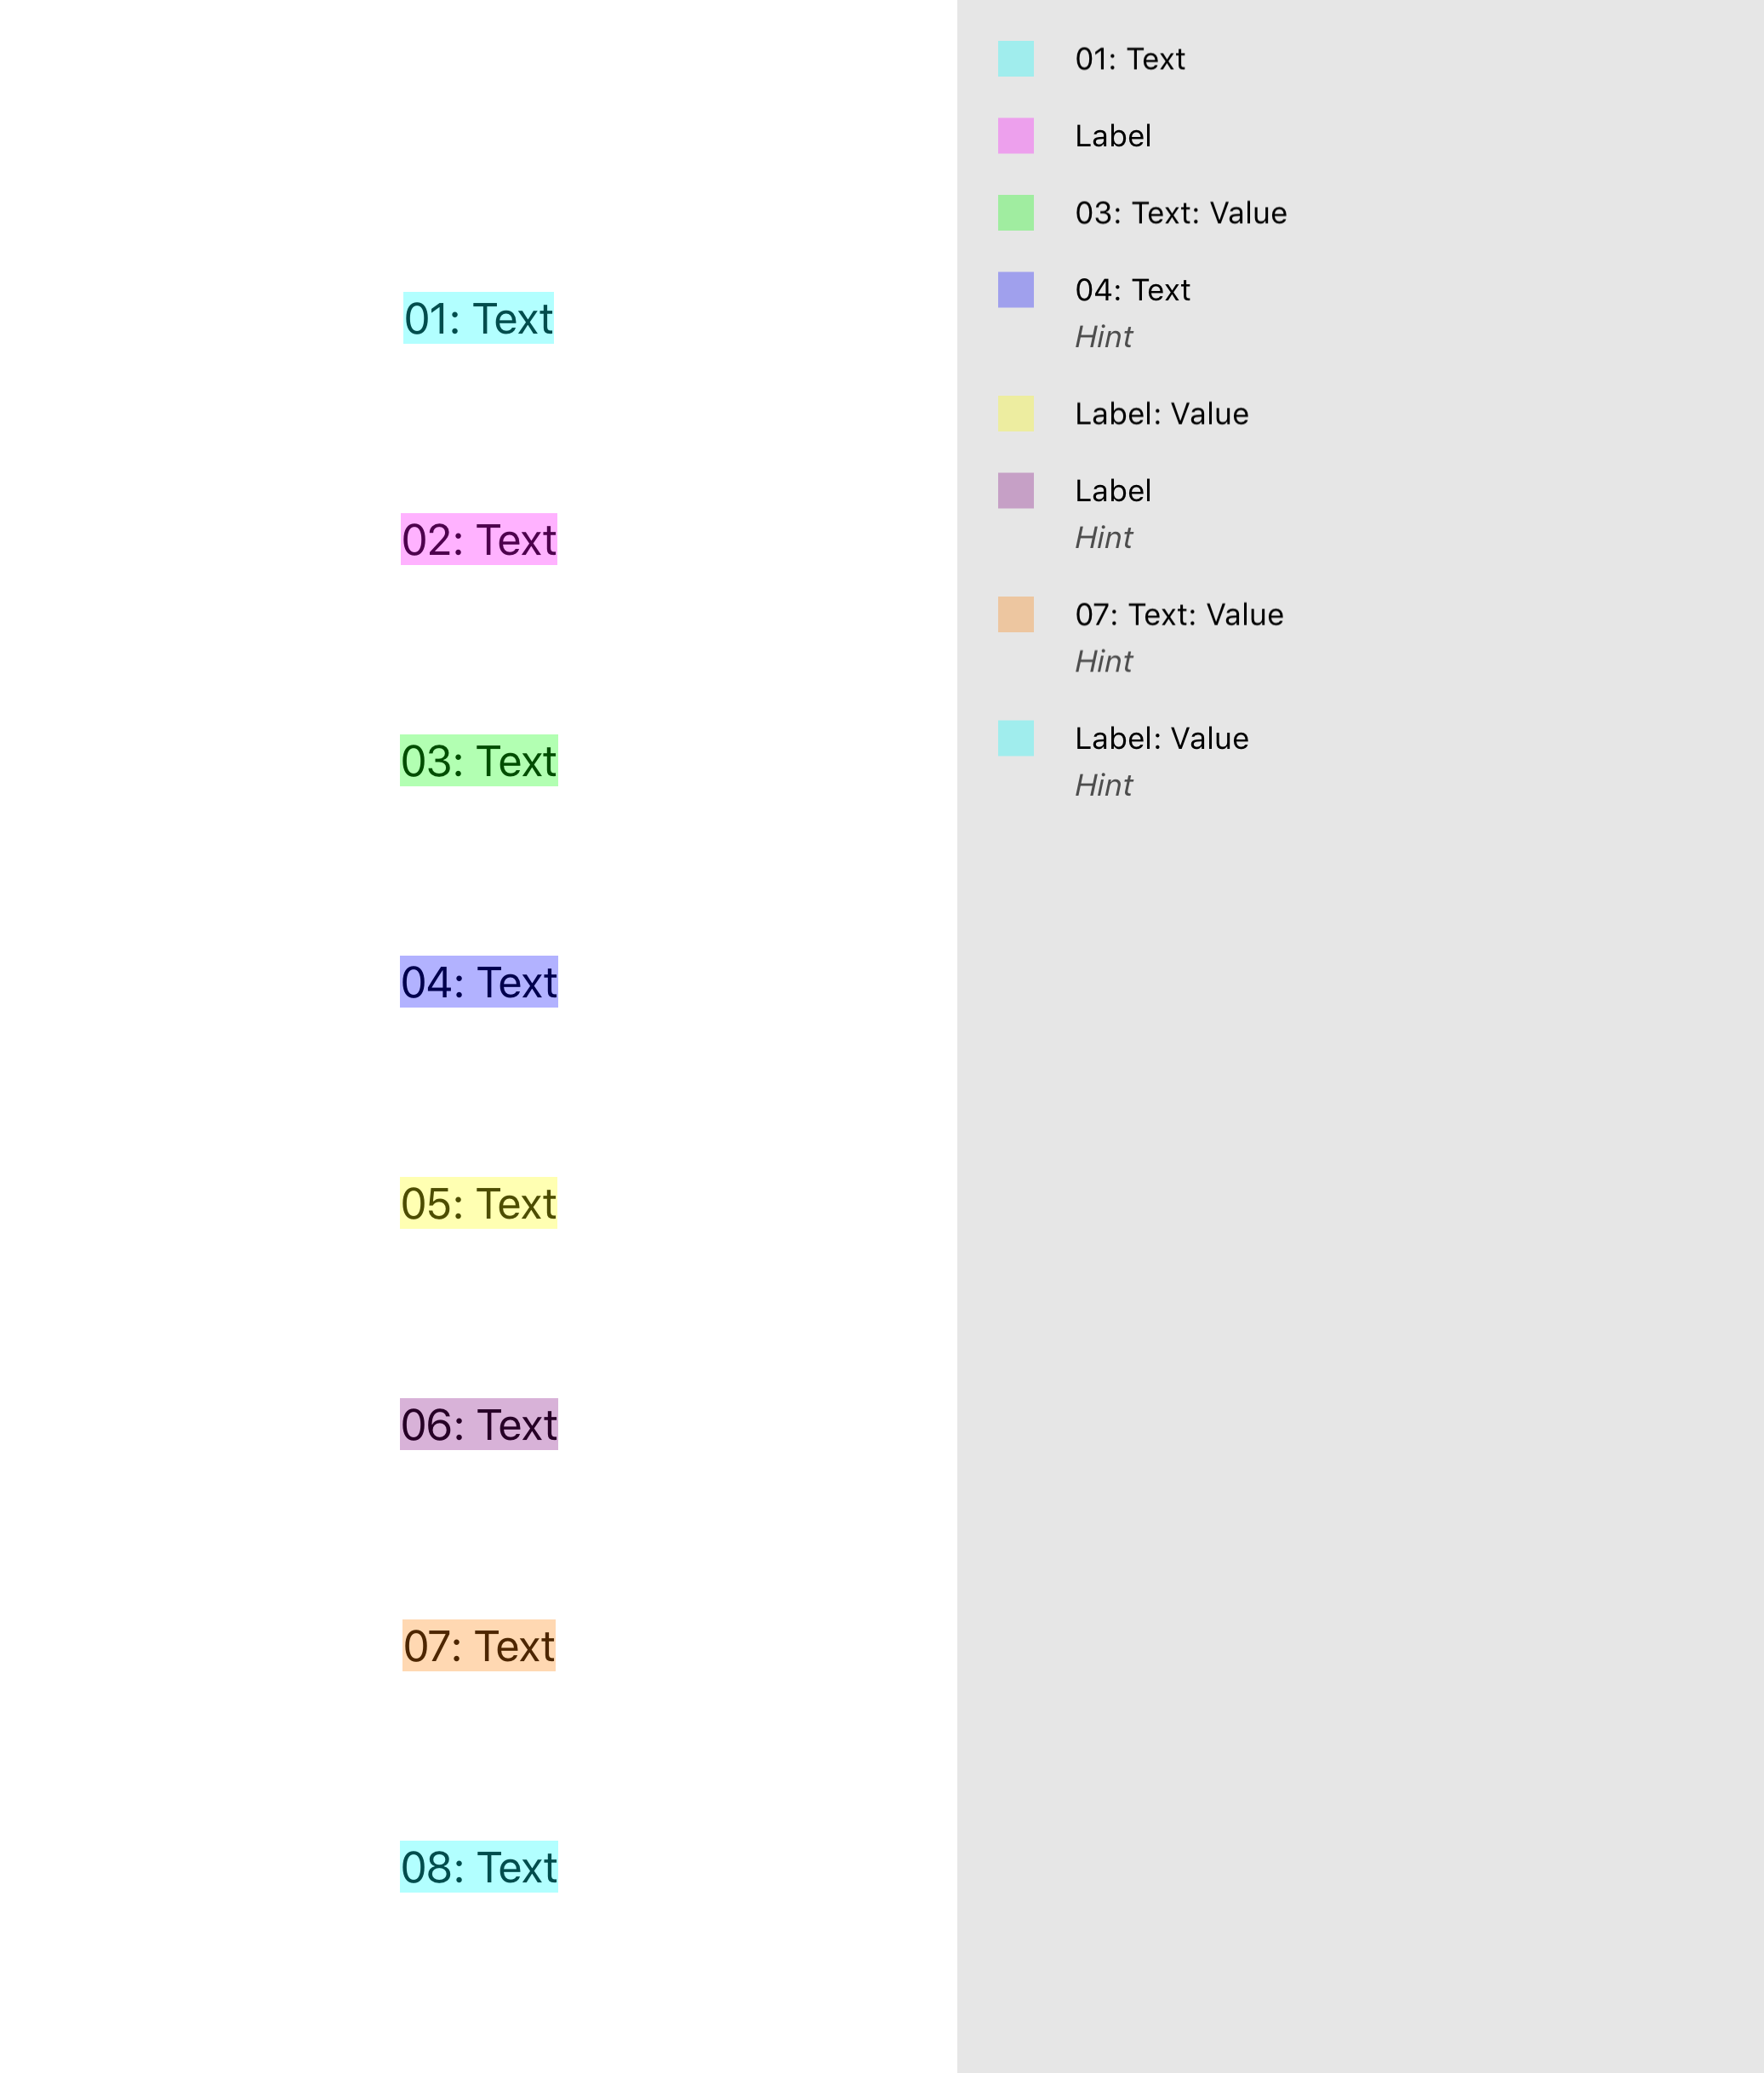 01: Text
02: Text
03: Text
04: Text
05: Text
06: Text
07: Text
08: Text
01: Text
Label
03: Text: Value
04: Text
Hint
Label: Value
Label
Hint
07: Text: Value
Hint
Label: Value
Hint